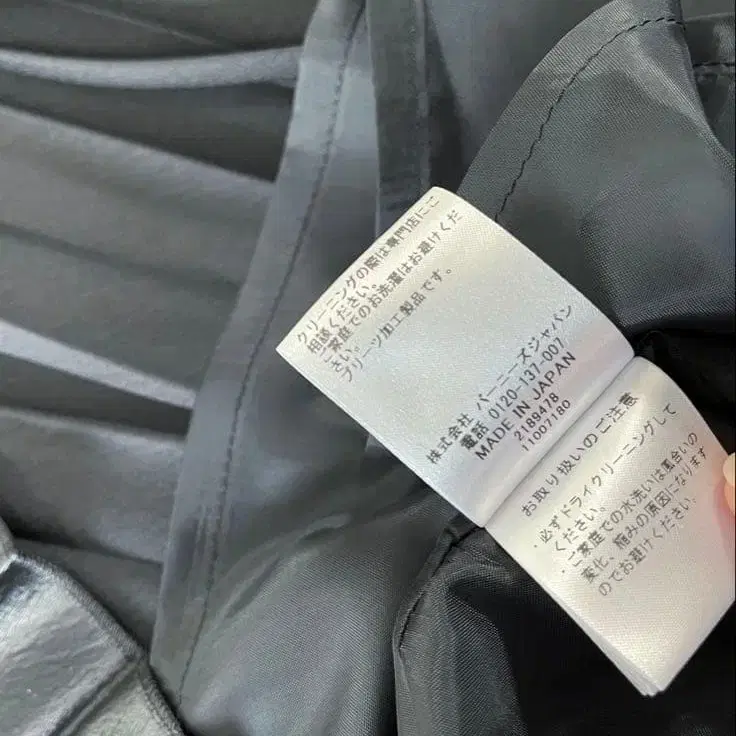 クリーニングの際は専門店にご
相談ください。
ご家庭でのお洗濯はお避けくだ
さい。
プリーツ加工製品です。
株式会社 バーニーズジャパン
電話 0120-137-007
MADE IN JAPAN
2189478
11007180
お取り扱いのご注意
・必ずドライクリーニングして
ください。
・ご家庭での水洗いは風合いの
変化、縮みの原因になります
のでお避けください。